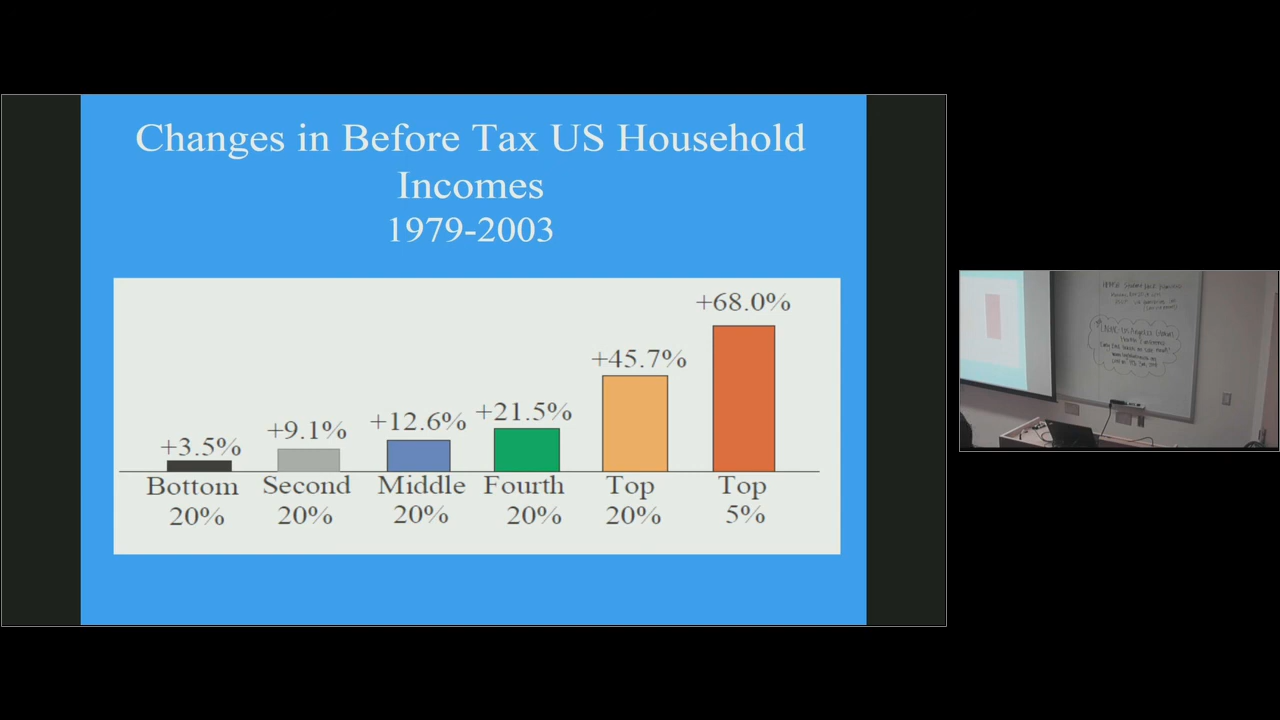 Changes in Before Tax US Household
Incomes
1979-2003
+3.5%
+9.1%
+12.6%
+21.5%
+45.7%
+68.0%
Bottom
20%
Second
20%
Middle
20%
Fourth
20%
Top
20%
Top
5%